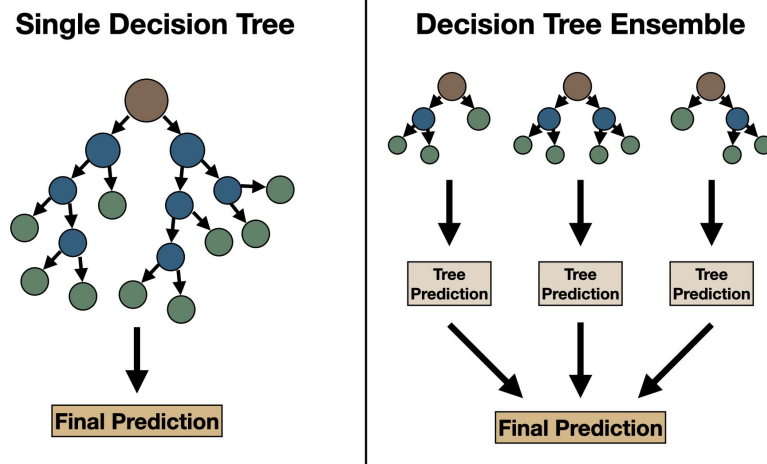 Single Decision Tree
Final Prediction
Decision Tree Ensemble
Tree
Prediction
Tree
Prediction
Tree
Prediction
Final Prediction